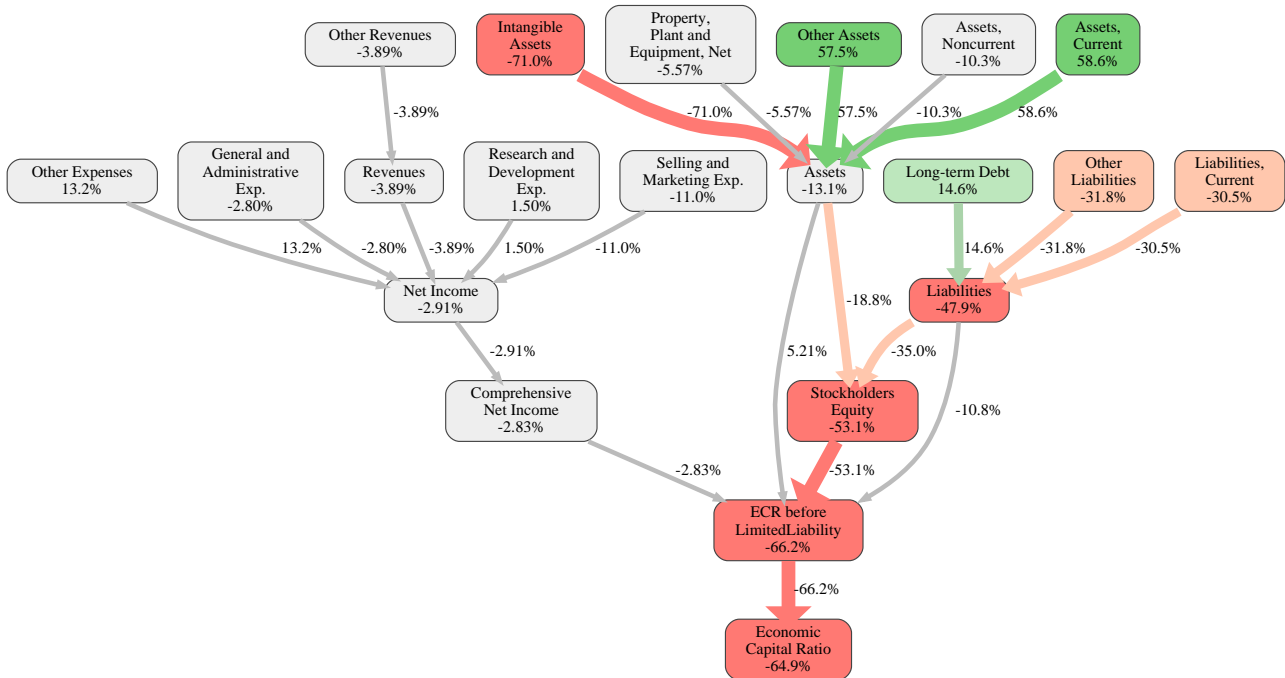 Other Revenues
-3.89%
Intangible
Assets
-71.0%
Property,
Plant and
Equipment, Net
-5.57%
Other Assets
57.5%
Assets,
Noncurrent
-10.3%
Assets,
Current
58.6%
-3.89%
-71.0%
-5.57%
57.5%
-10.3%
58.6%
Other Expenses
13.2%
General and
Administrative
Exp.
-2.80%
Revenues
-3.89%
Research and
Development Exp.
1.50%
Selling and
Marketing Exp.
-11.0%
Assets
-13.1%
Long-term Debt
14.6%
Other
Liabilities
-31.8%
Liabilities,
Current
-30.5%
13.2%
-2.80%
-3.89%
1.50%
-11.0%
14.6%
-31.8%
-30.5%
Net Income
-2.91%
-18.8%
Liabilities
-47.9%
-2.91%
5.21%
-35.0%
Comprehensive
Net Income
-2.83%
Stockholders
Equity
-53.1%
-10.8%
-2.83%
-53.1%
ECR before
LimitedLiability
-66.2%
-66.2%
Economic
Capital Ratio
-64.9%